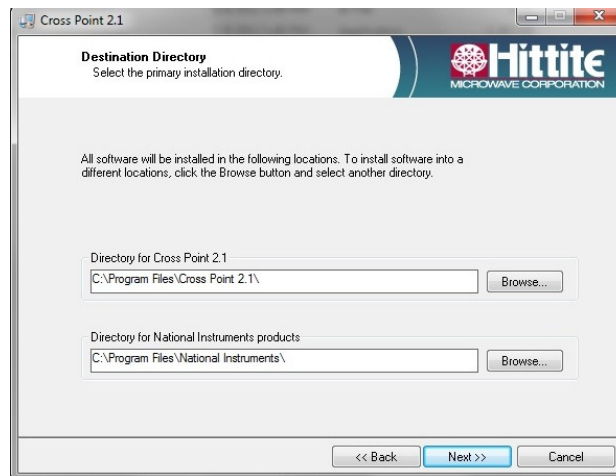 Cross Point 2.1
Destination Directory
Select the primary installation directory.
Hittite
MICROWAVE CORPORATION
All software will be installed in the following locations. To install software into a
different locations, click the Browse button and select another directory.
Directory for Cross Point 2.1
C:\Program Files\Cross Point 2.1\
Browse...
Directory for National Instruments products
C:\Program Files\National Instruments\
Browse...
<< Back
Next >>
Cancel